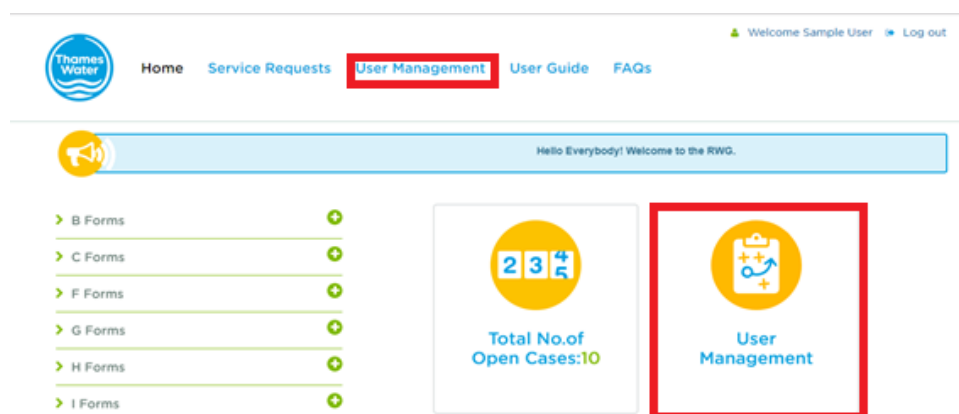 Welcome Sample User Log out
Thames
Water
Home Service Requests User Management User Guide FAQs
Hello Everybody! Welcome to the RWG.
B Forms
C Forms
F Forms
G Forms
H Forms
I Forms
2 3 4 5
Total No.of
Open Cases:10
User
Management